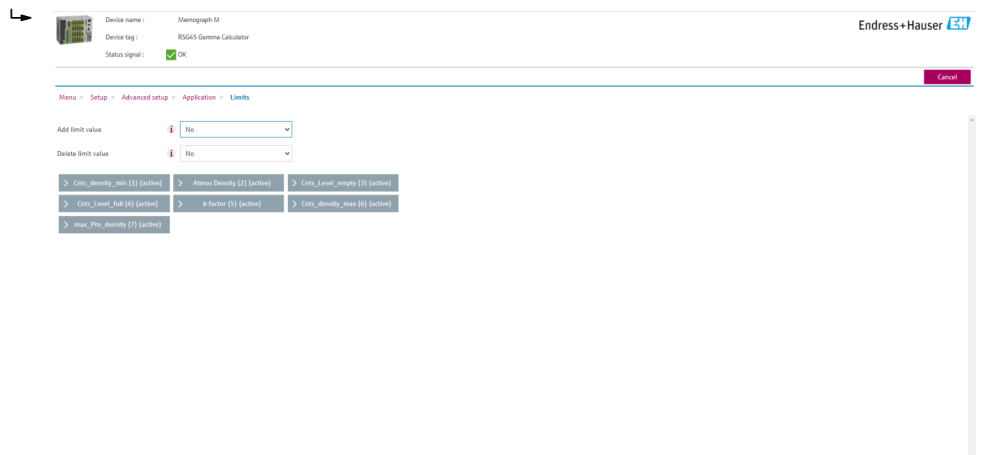 Device name : Memograph M
Device tag : RSG45 Gamma Calculator
Status signal : OK
Endress+Hauser EH
Cancel
Menu > Setup > Advanced setup > Application > Limits
Add limit value i No
Delete limit value i No
> Cnts_density_min (1) (active) > Atmos Density (2) (active) > Cnts_Level_empty (3) (active)
> Cnts_Level_full (4) (active) > k-factor (5) (active) > Cnts_density_max (6) (active)
> max_Pro_density (7) (active)